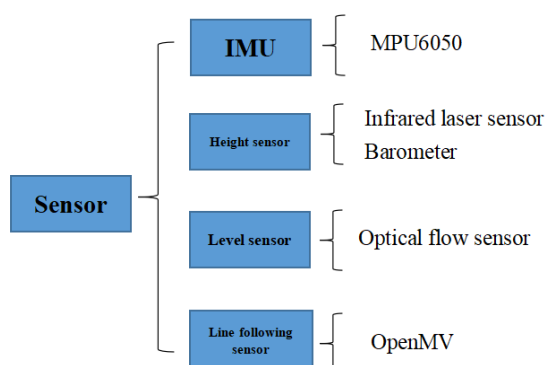 Sensor
IMU
MPU6050
Height sensor
Infrared laser sensor
Barometer
Level sensor
Optical flow sensor
Line following
sensor
OpenMV